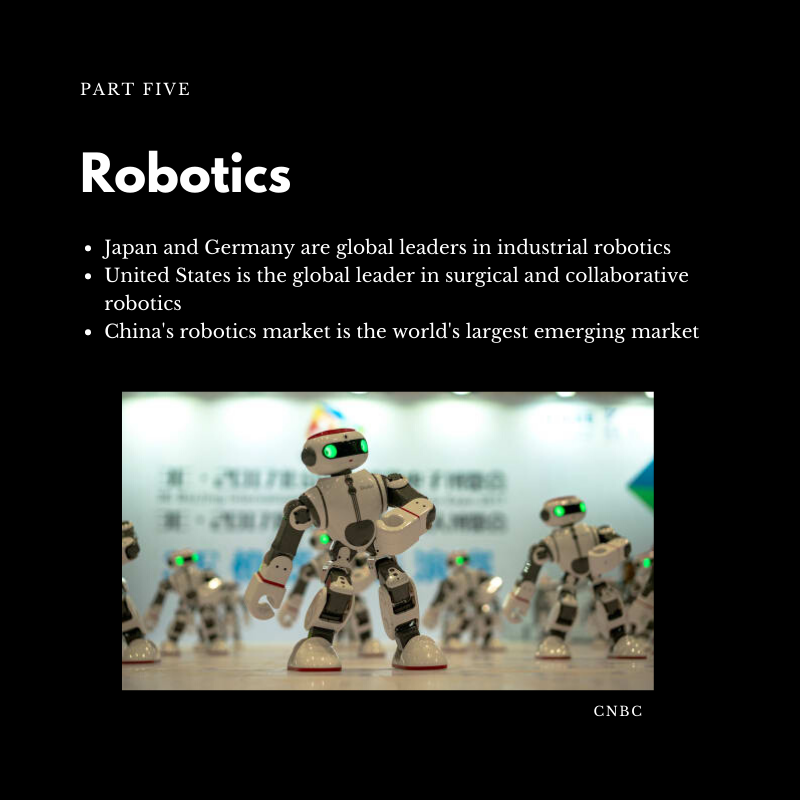 PART FIVE
Robotics
• Japan and Germany are global leaders in industrial robotics
• United States is the global leader in surgical and collaborative
robotics
• China's robotics market is the world's largest emerging market
CNBC